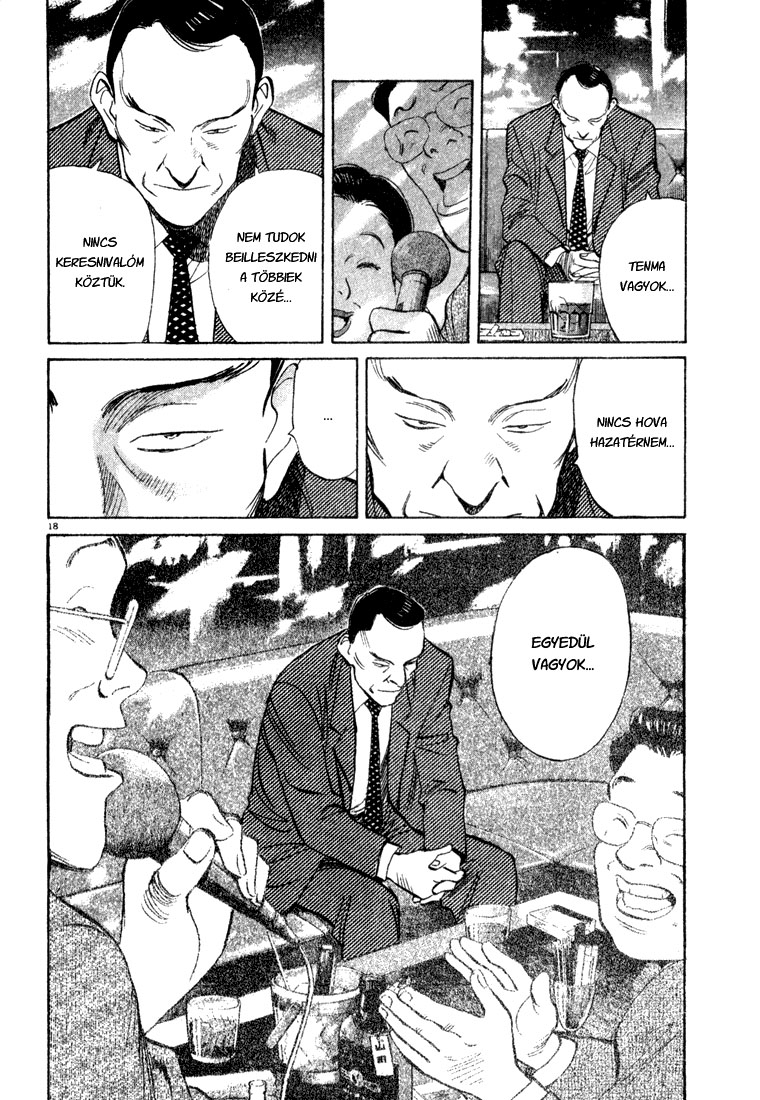 TENMA
VAGYOK...
NEM TUDOK
BEILLESZKEDNI
A TÖBBIEK
KÖZÉ...
NINCS
KERESNIVALÓM
KÖZTÜK.
NINCS HOVA
HAZATÉRNEM...
...
18
EGYEDÜL
VAGYOK...